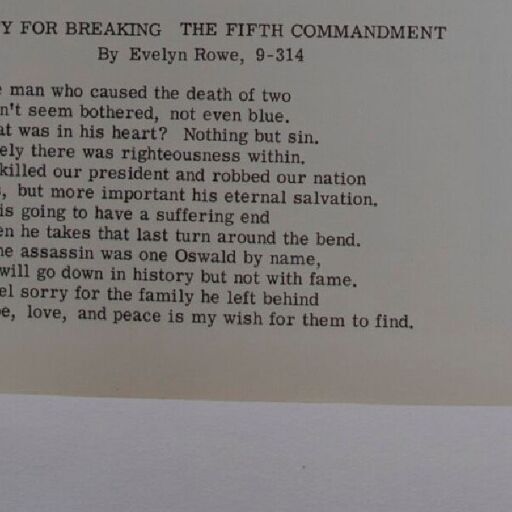 Y FOR BREAKING THE FIFTH COMMANDMENT
By Evelyn Rowe, 9-314
man who caused the death of two
n't seem bothered, not even blue.
at was in his heart? Nothing but sin.
ely there was righteousness within.
killed our president and robbed our nation
, but more important his eternal salvation.
is going to have a suffering end
en he takes that last turn around the bend.
he assassin was one Oswald by name,
will go down in history but not with fame.
el sorry for the family he left behind
e, love, and peace is my wish for them to find.